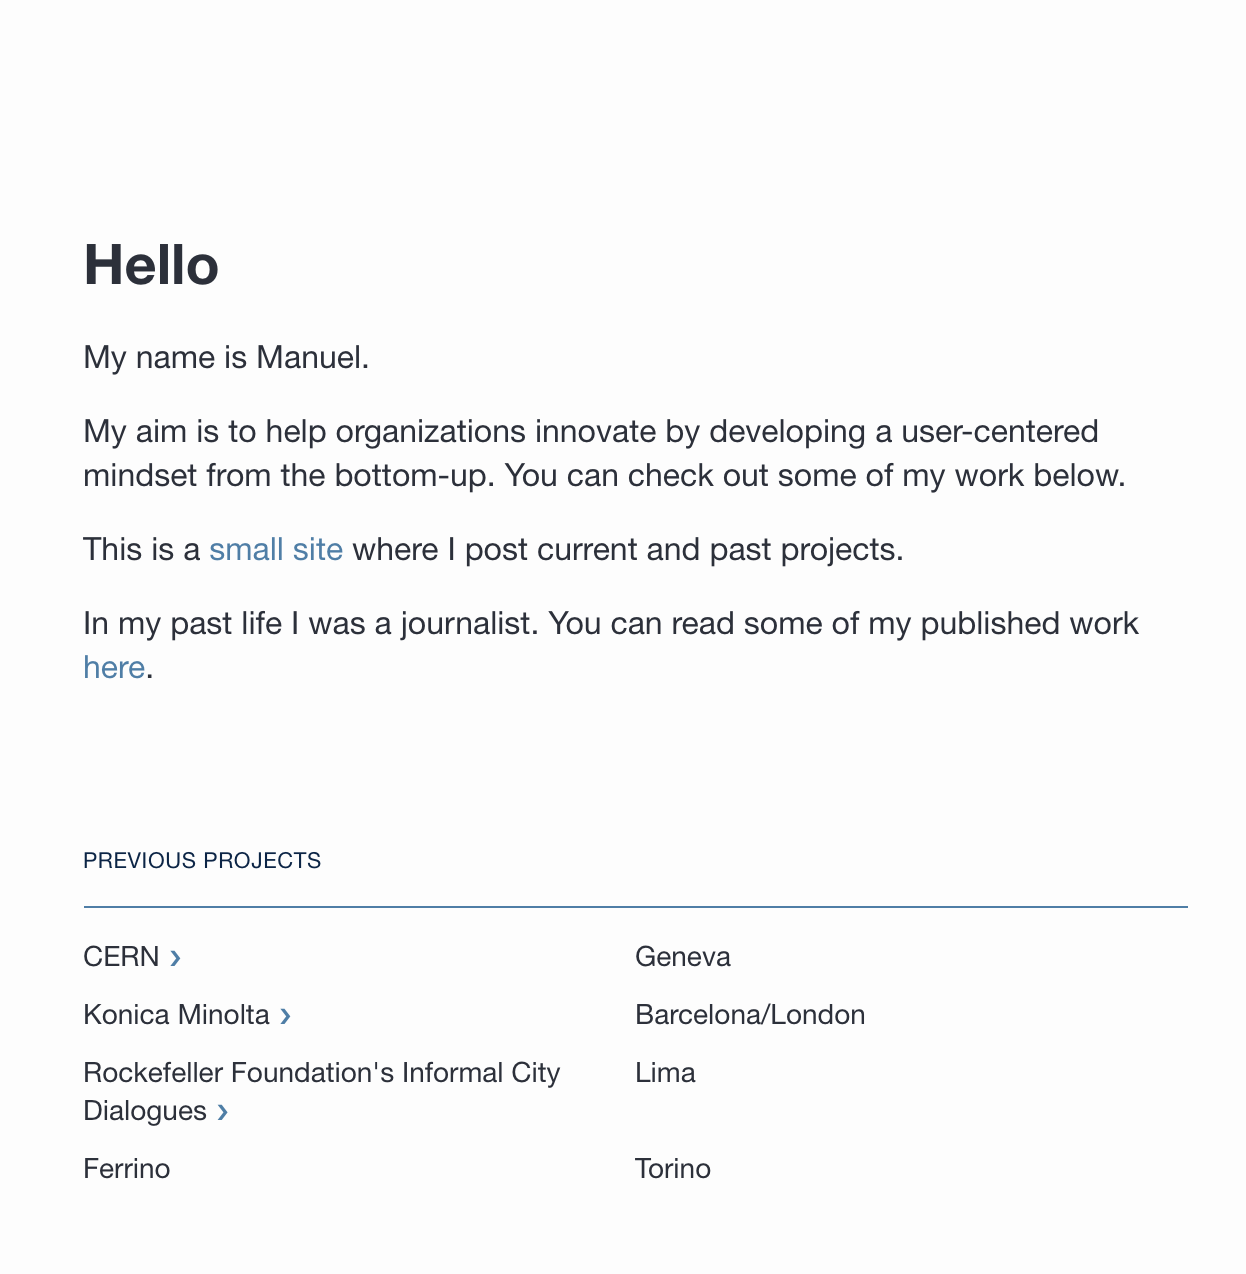 Hello
My name is Manuel.
My aim is to help organizations innovate by developing a user-centered
mindset from the bottom-up. You can check out some of my work below.
This is a small site where I post current and past projects.
In my past life I was a journalist. You can read some of my published work
here.
PREVIOUS PROJECTS
CERN › Geneva
Konica Minolta › Barcelona/London
Rockefeller Foundation's Informal City Lima
Dialogues ›
Ferrino Torino